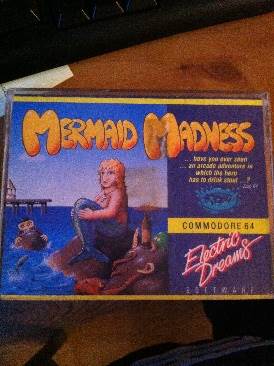 MERMAID MADNESS
... have you ever seen
... an arcade adventure in
which the hero
has to drink stout ...?
COMMODORE 64
Electric
Dreams
SOFTWARE